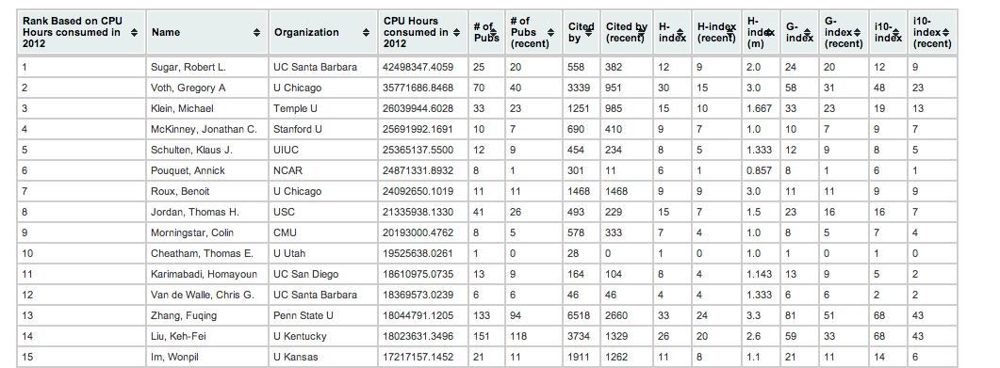 Rank Based on CPU Hours consumed in 2012 Name Organization CPU Hours consumed in 2012 # of Pubs # of Pubs (recent) Cited by Cited by (recent) H-index H-index (recent) H-index (m) G-index G-index (recent) i10-index i10-index (recent)
1 Sugar, Robert L. UC Santa Barbara 42498347.4059 25 20 558 382 12 9 2.0 24 20 12 9
2 Voth, Gregory A U Chicago 35771686.8468 70 40 3339 951 30 15 3.0 58 31 48 23
3 Klein, Michael Temple U 26039944.6028 33 23 1251 985 15 10 1.667 33 23 19 13
4 McKinney, Jonathan C. Stanford U 25691992.1691 10 7 690 410 9 7 1.0 10 7 9 7
5 Schulten, Klaus J. UIUC 25365137.5500 12 9 454 234 8 5 1.333 12 9 8 5
6 Pouquet, Annick NCAR 24871331.8932 8 1 301 11 6 1 0.857 8 1 6 1
7 Roux, Benoit U Chicago 24092650.1019 11 11 1468 1468 9 9 3.0 11 11 9 9
8 Jordan, Thomas H. USC 21335938.1330 41 26 493 229 15 7 1.5 23 16 16 7
9 Morningstar, Colin CMU 20193000.4762 8 5 578 333 7 4 1.0 8 5 7 4
10 Cheatham, Thomas E. U Utah 19525638.0261 1 0 28 0 1 0 1.0 1 0 1 0
11 Karimabadi, Homayoun UC San Diego 18610975.0735 13 9 164 104 8 4 1.143 13 9 5 2
12 Van de Walle, Chris G. UC Santa Barbara 18369573.0239 6 6 46 46 4 4 1.333 6 6 2 2
13 Zhang, Fuqing Penn State U 18044791.1205 133 94 6518 2660 33 24 3.3 81 51 68 43
14 Liu, Keh-Fei U Kentucky 18023631.3496 151 118 3734 1329 26 20 2.6 59 33 68 43
15 Im, Wonpil U Kansas 17217157.1452 21 11 1911 1262 11 8 1.1 21 11 14 6